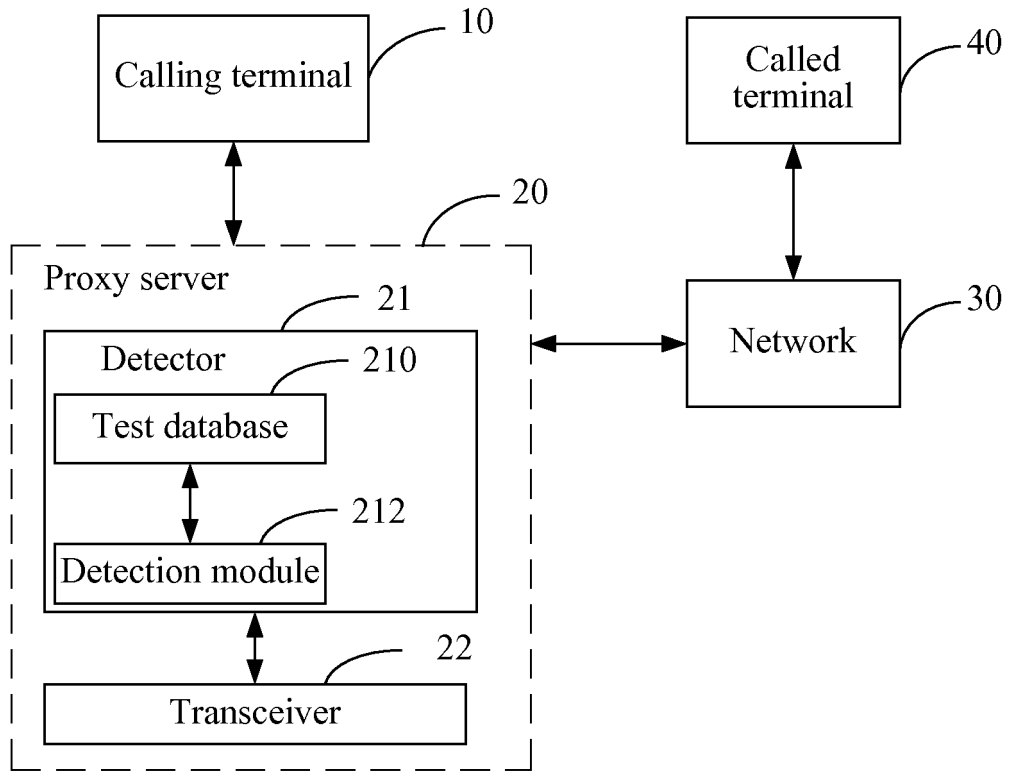 10
Calling terminal
40
Called
terminal
20
Proxy server
21
Detector
210
Test database
212
Detection module
22
Transceiver
30
Network